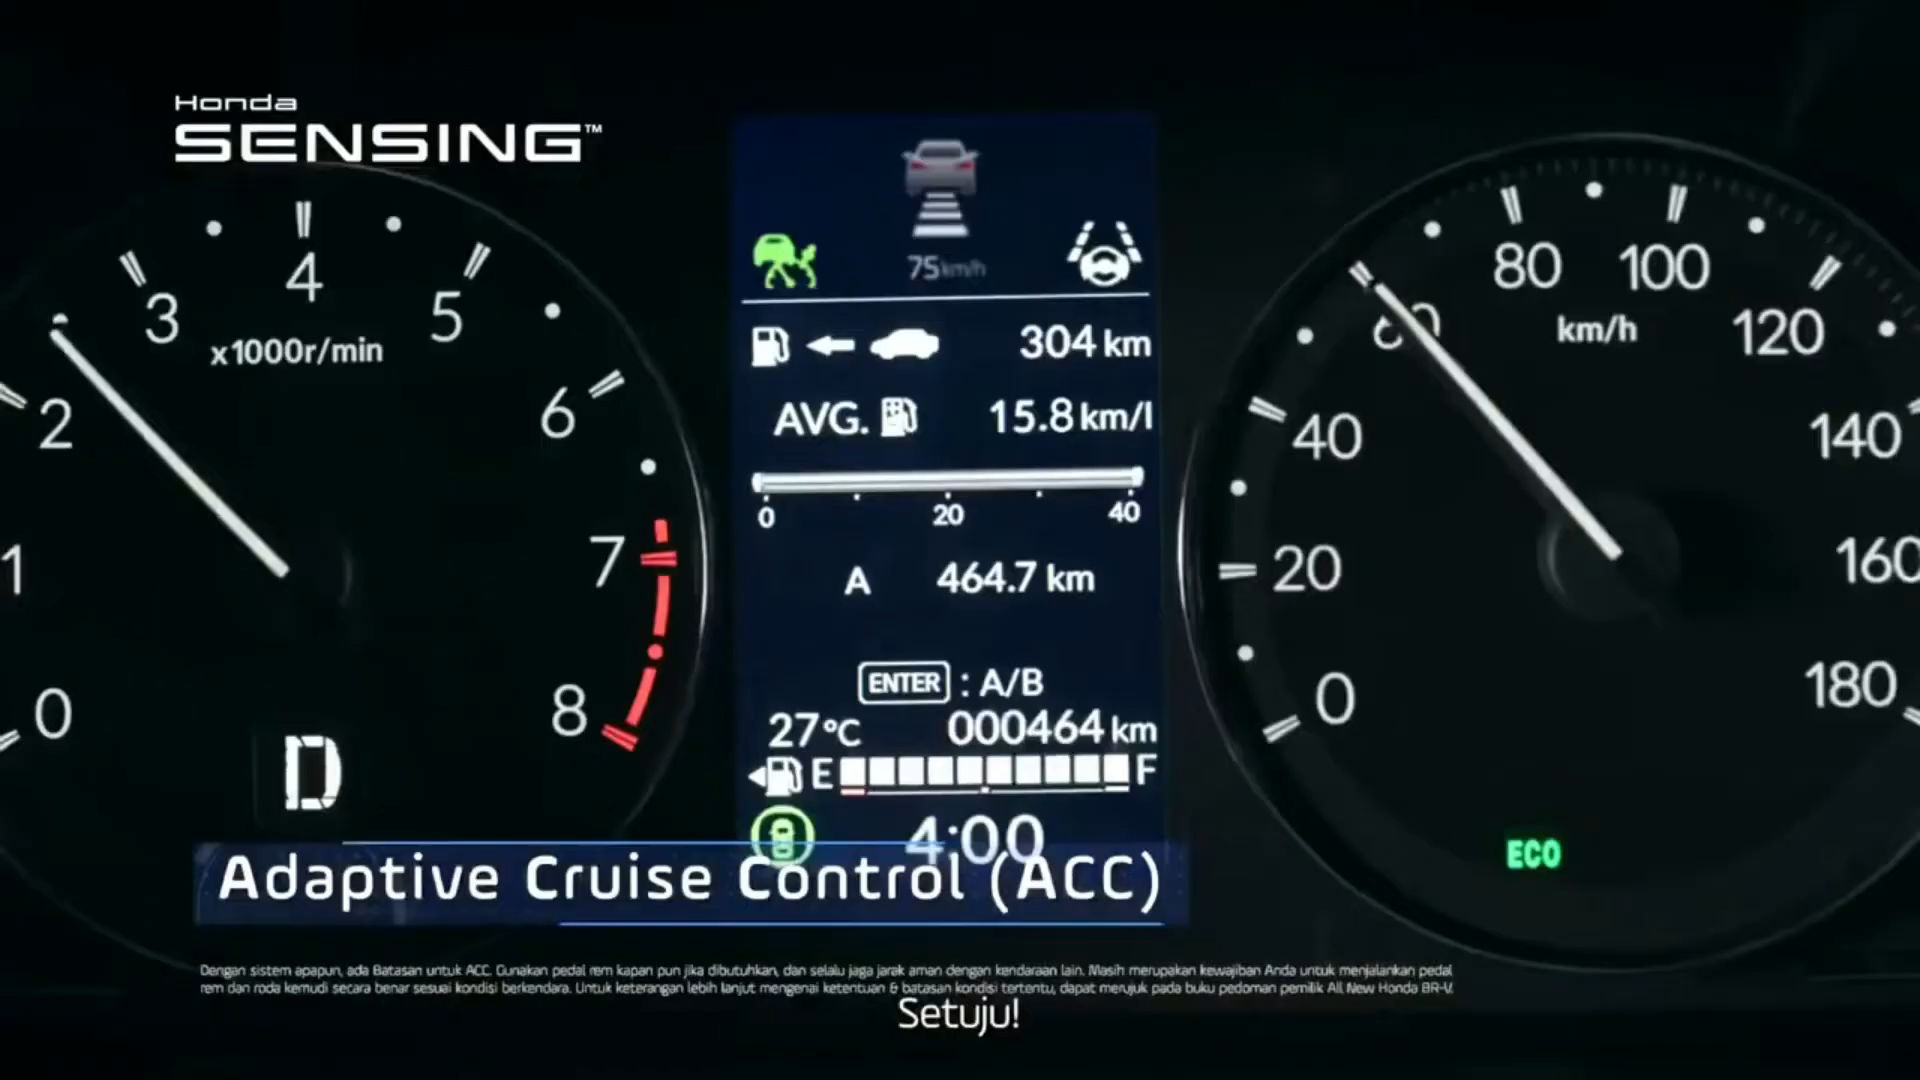 Honda
SENSING™
75 km/h
0
1
2
3
4
5
6
7
8
x1000r/min
D
304 km
AVG. 15.8 km/l
0 20 40
A 464.7 km
ENTER : A/B
27°C 000464 km
E F
4:00
0
20
40
60
80
100
120
140
160
180
km/h
ECO
Adaptive Cruise Control (ACC)
Dengan sistem apapun, ada Batasan untuk ACC. Gunakan pedal rem kapan pun jika dibutuhkan, dan selalu jaga jarak aman dengan kendaraan lain. Masih merupakan kewajiban Anda untuk menjalankan pedal
rem dan roda kemudi secara benar sesuai kondisi berkendara. Untuk keterangan lebih lanjut mengenai ketentuan & batasan kondisi tertentu, dapat merujuk pada buku pedoman pemilik All New Honda BR-V.
Setuju!